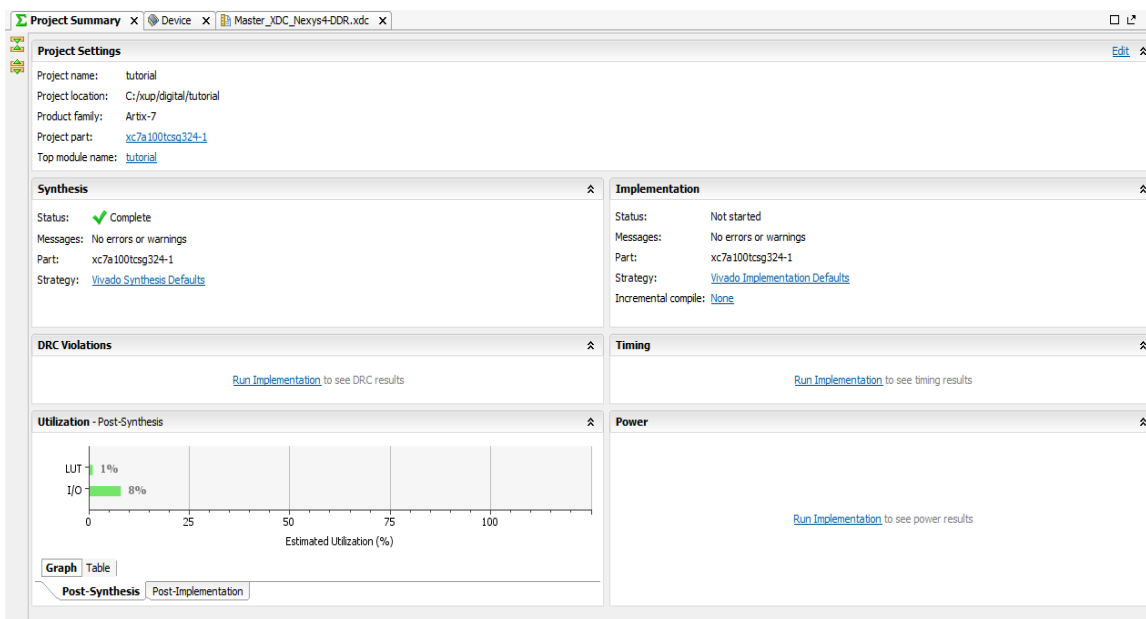 Project Summary
Device
Master_XDC_Nexys4-DDR.xdc
Project Settings
Edit
Project name: tutorial
Project location: C:/xup/digital/tutorial
Product family: Artix-7
Project part: xc7a100tcsg324-1
Top module name: tutorial
Synthesis
Status: Complete
Messages: No errors or warnings
Part: xc7a100tcsg324-1
Strategy: Vivado Synthesis Defaults
Implementation
Status: Not started
Messages: No errors or warnings
Part: xc7a100tcsg324-1
Strategy: Vivado Implementation Defaults
Incremental compile: None
DRC Violations
Run Implementation to see DRC results
Timing
Run Implementation to see timing results
Utilization - Post-Synthesis
LUT 1%
I/O 8%
0 25 50 75 100
Estimated Utilization (%)
Graph Table
Post-Synthesis Post-Implementation
Power
Run Implementation to see power results